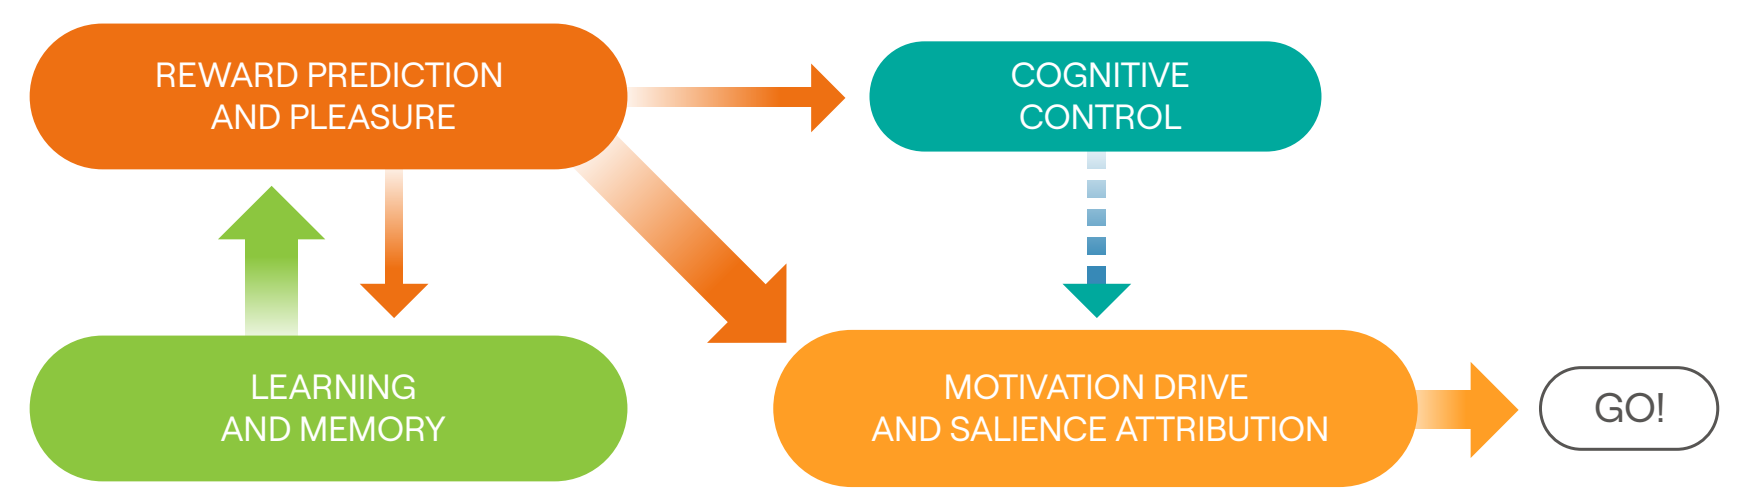 REWARD PREDICTION
AND PLEASURE
COGNITIVE
CONTROL
LEARNING
AND MEMORY
MOTIVATION DRIVE
AND SALIENCE ATTRIBUTION
GO!